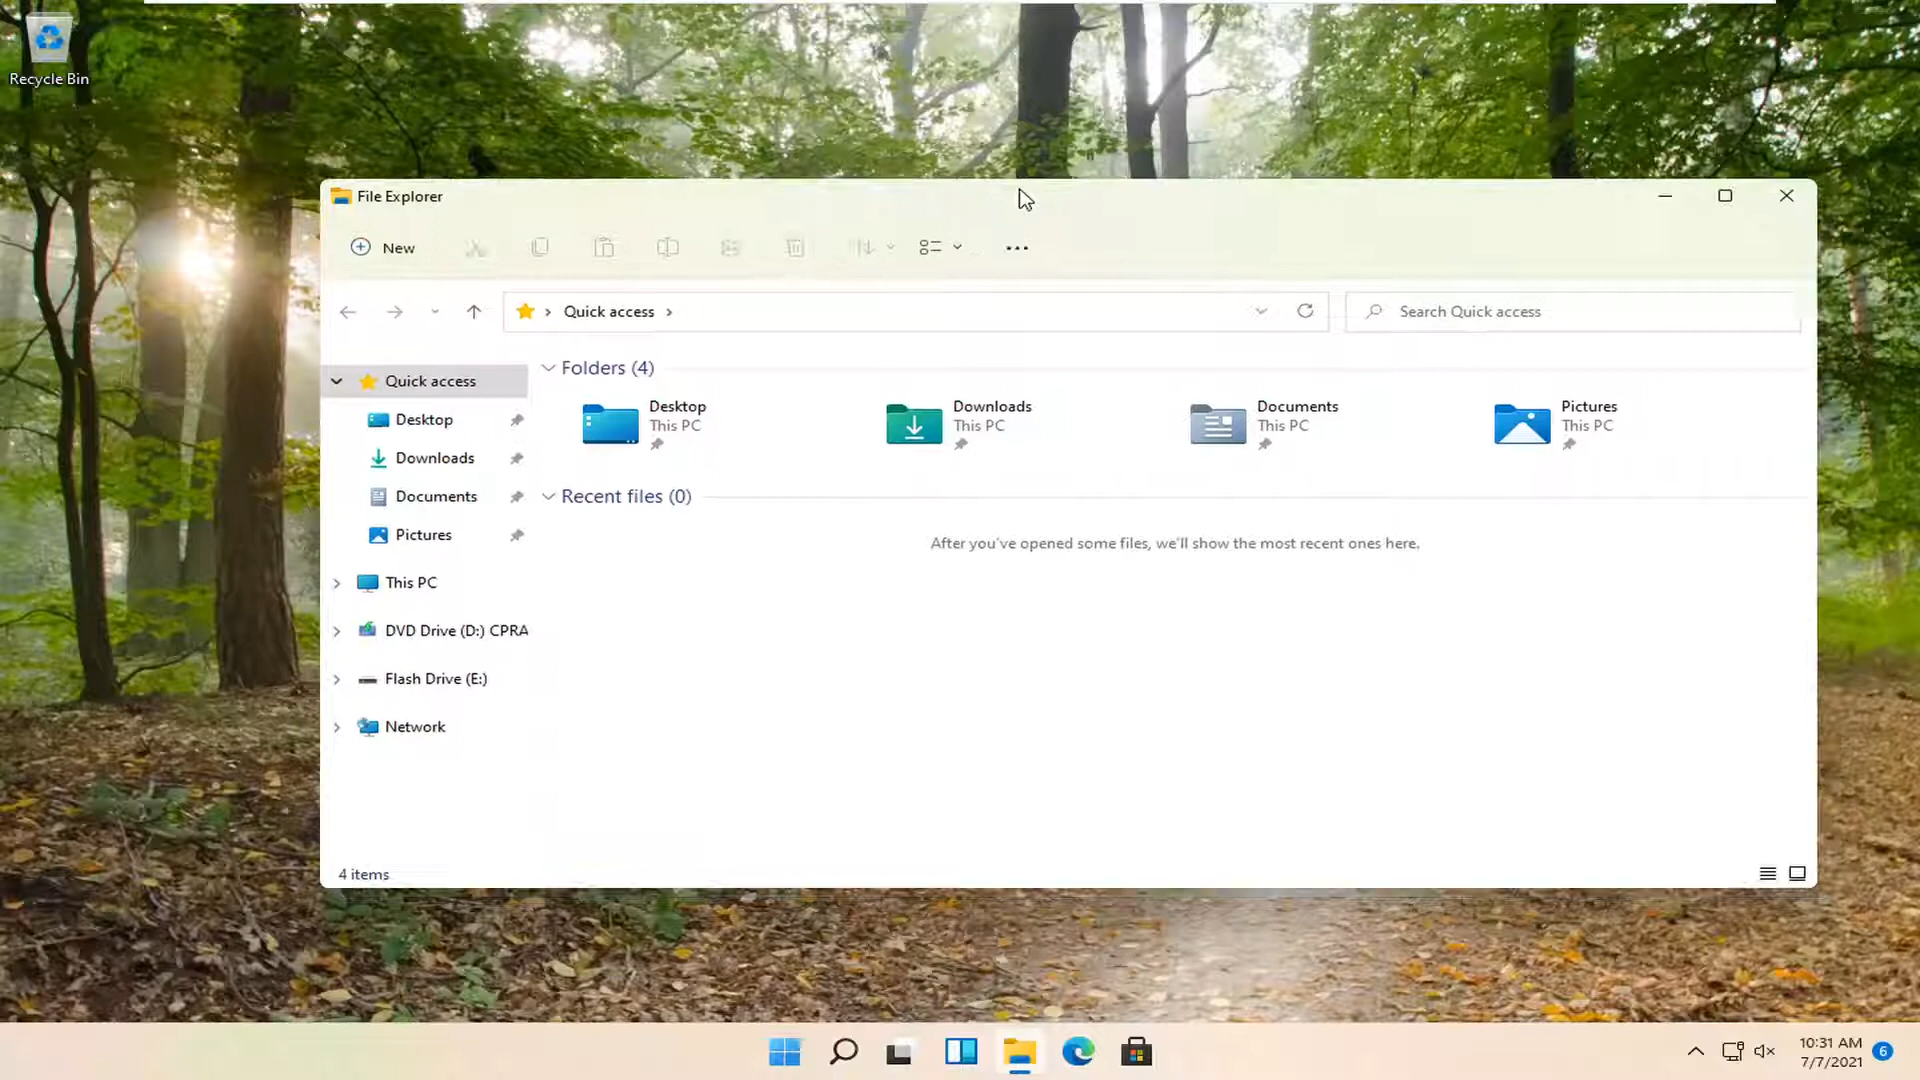 Recycle Bin
File Explorer
New
Quick access
Search Quick access
Quick access
Desktop
Downloads
Documents
Pictures
This PC
DVD Drive (D:) CPRA
Flash Drive (E:)
Network
Folders (4)
Desktop
This PC
Downloads
This PC
Documents
This PC
Pictures
This PC
Recent files (0)
After you've opened some files, we'll show the most recent ones here.
4 items
10:31 AM
7/7/2021
6